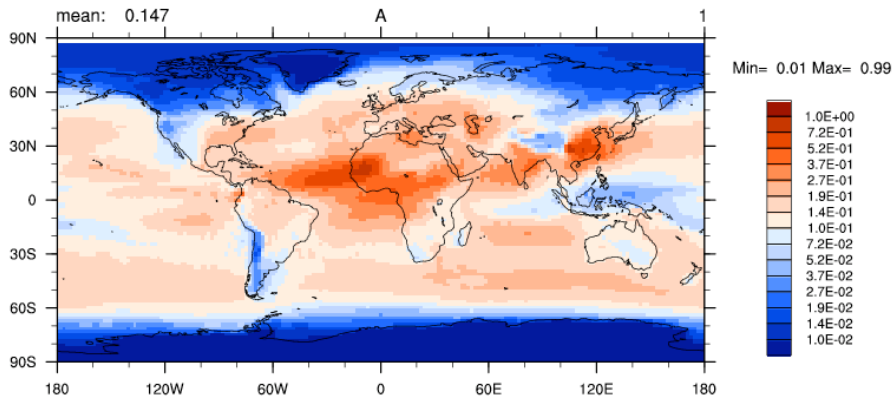 mean: 0.147 A 1
90N
60N
30N
0
30S
60S
90S
180 120W 60W 0 60E 120E 180
Min= 0.01 Max= 0.99
1.0E+00
7.2E-01
5.2E-01
3.7E-01
2.7E-01
1.9E-01
1.4E-01
1.0E-01
7.2E-02
5.2E-02
3.7E-02
2.7E-02
1.9E-02
1.4E-02
1.0E-02